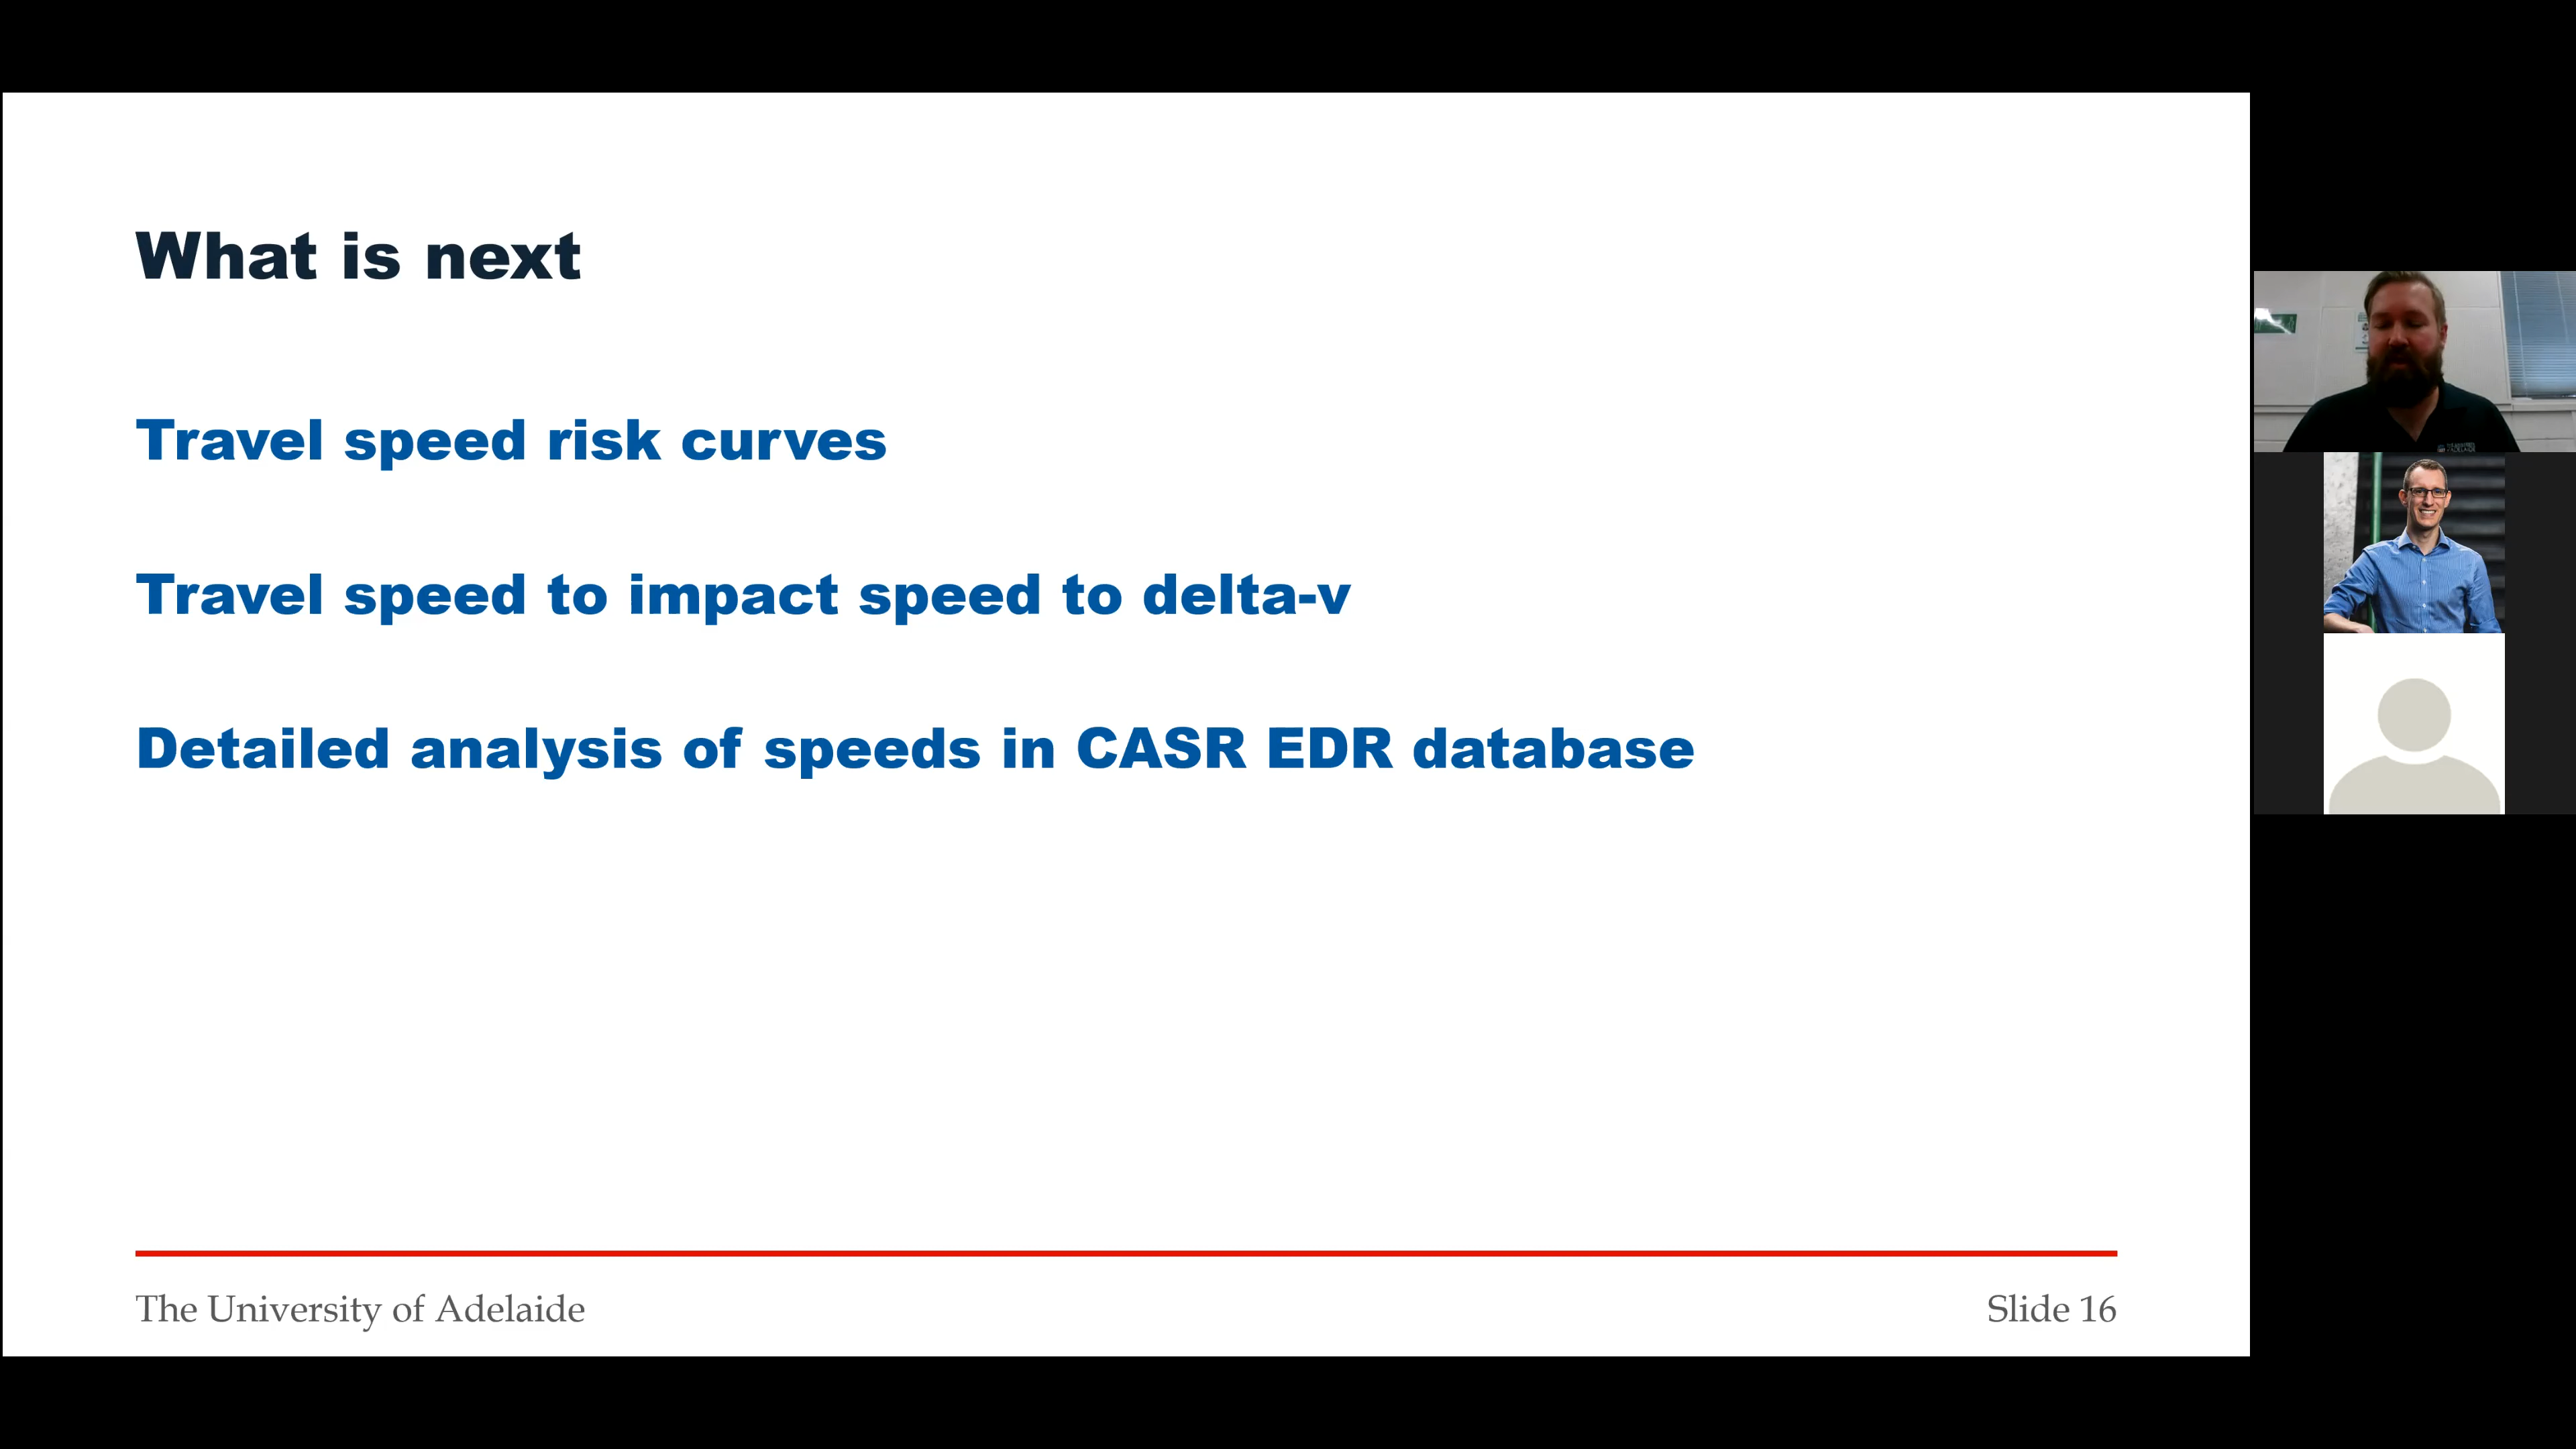 What is next
Travel speed risk curves
Travel speed to impact speed to delta-v
Detailed analysis of speeds in CASR EDR database
The University of Adelaide
Slide 16